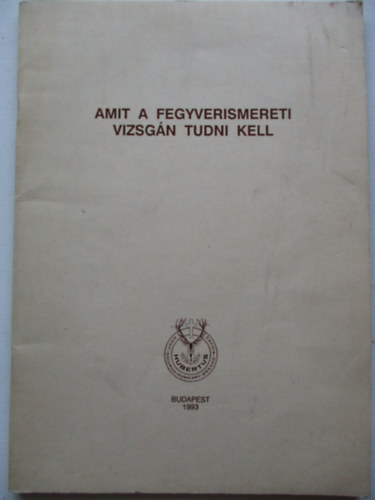 AMIT A FEGYVERISMERETI
VIZSGÁN TUDNI KELL
HUBERTUS
BUDAPEST
1993